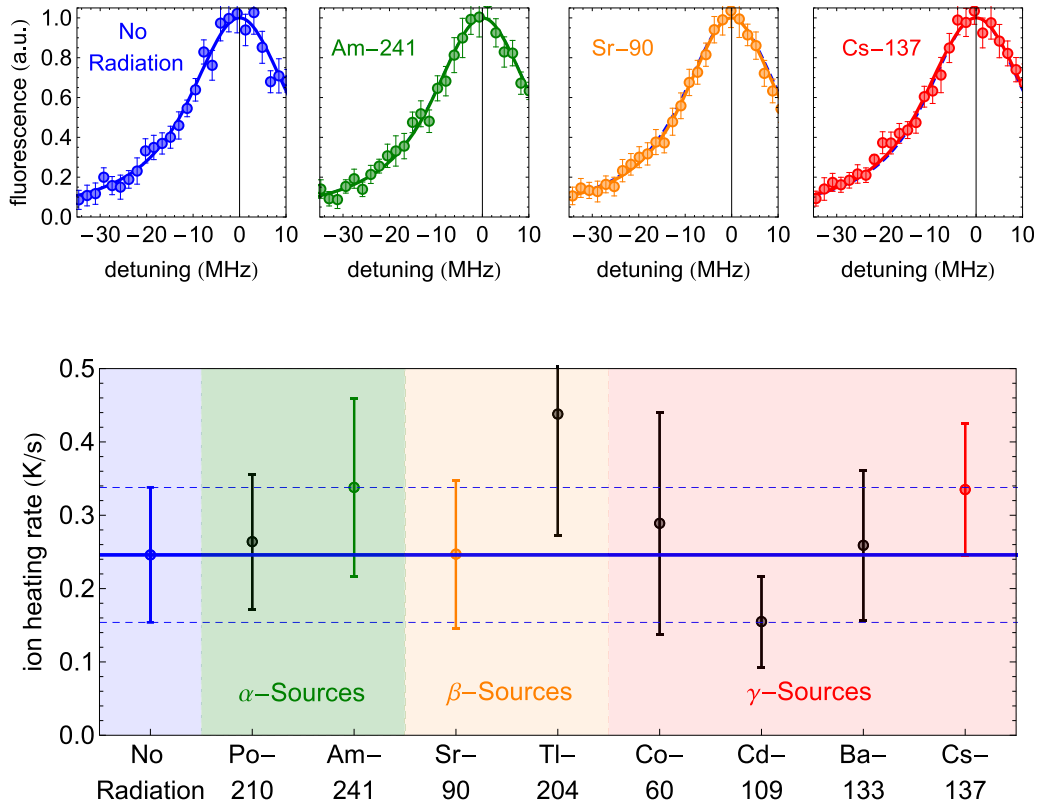 fluorescence (a.u.)
1.0
0.8
0.6
0.4
0.2
0.0
No
Radiation
Am−241
Sr−90
Cs−137
−30 −20 −10 0 10
−30 −20 −10 0 10
−30 −20 −10 0 10
−30 −20 −10 0 10
detuning (MHz)
detuning (MHz)
detuning (MHz)
detuning (MHz)
ion heating rate (K/s)
0.5
0.4
0.3
0.2
0.1
0.0
α−Sources
β−Sources
γ−Sources
No Po− Am− Sr− Tl− Co− Cd− Ba− Cs−
Radiation 210 241 90 204 60 109 133 137